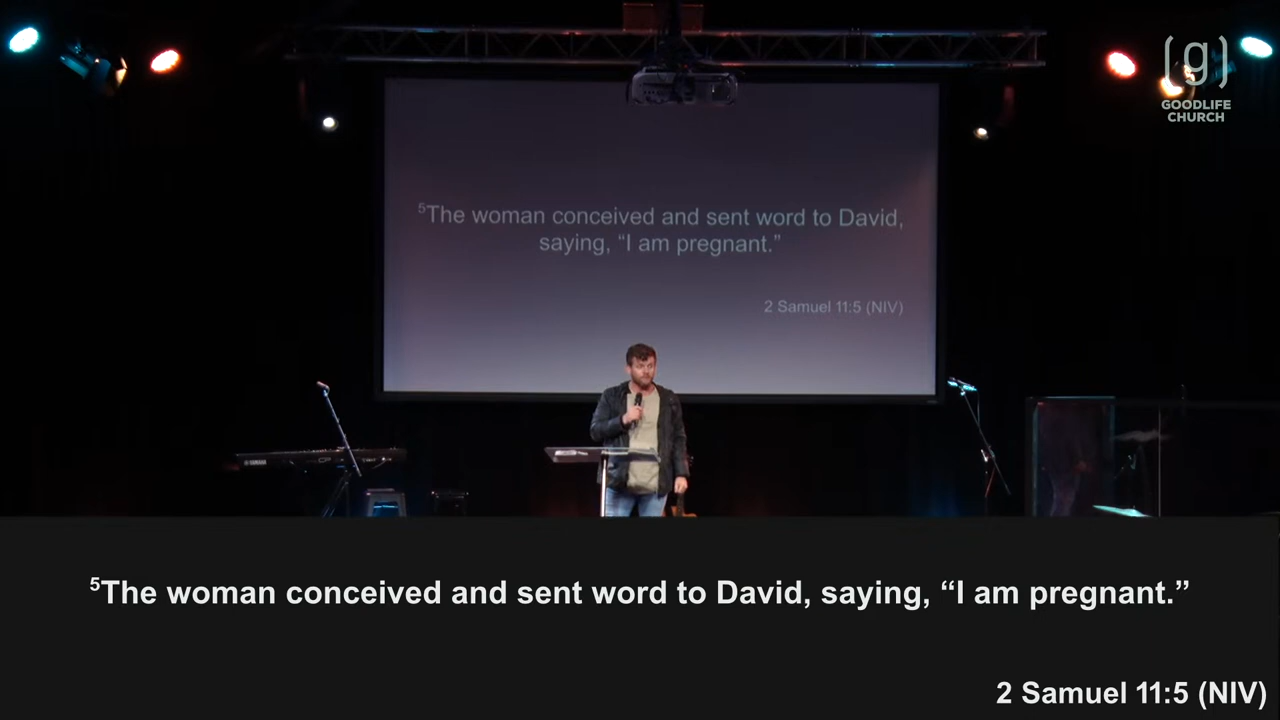 (g)
GOODLIFE
CHURCH
⁵The woman conceived and sent word to David,
saying, “I am pregnant.”
2 Samuel 11:5 (NIV)
YAMAHA
⁵The woman conceived and sent word to David, saying, “I am pregnant.”
2 Samuel 11:5 (NIV)